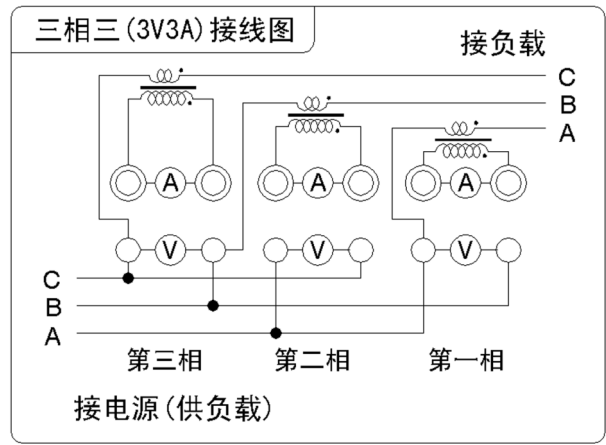 三相三(3V3A)接线图
接负载
C
B
A
A A A
V V V
C
B
A
第三相 第二相 第一相
接电源(供负载)